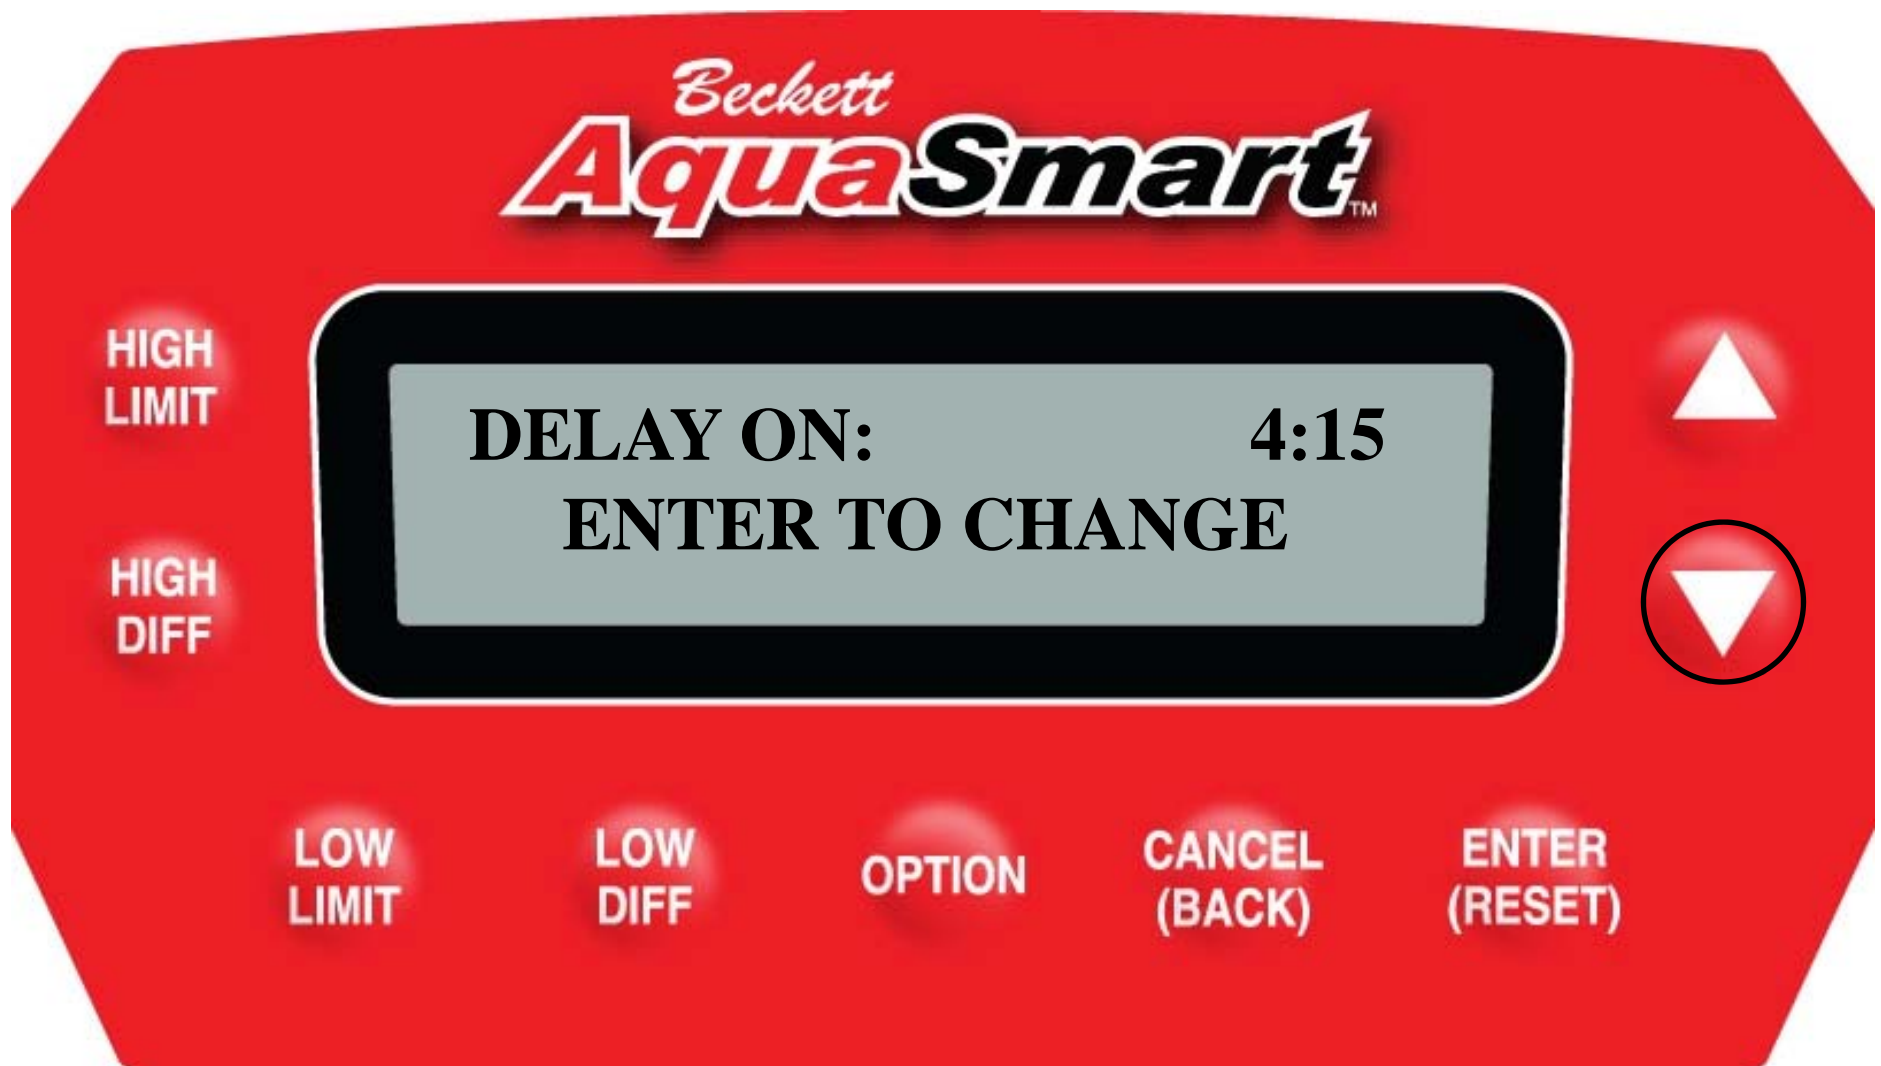 Beckett
AquaSmart™
HIGH
LIMIT
DELAY ON: 4:15
ENTER TO CHANGE
HIGH
DIFF
LOW
LIMIT
LOW
DIFF
OPTION
CANCEL
(BACK)
ENTER
(RESET)